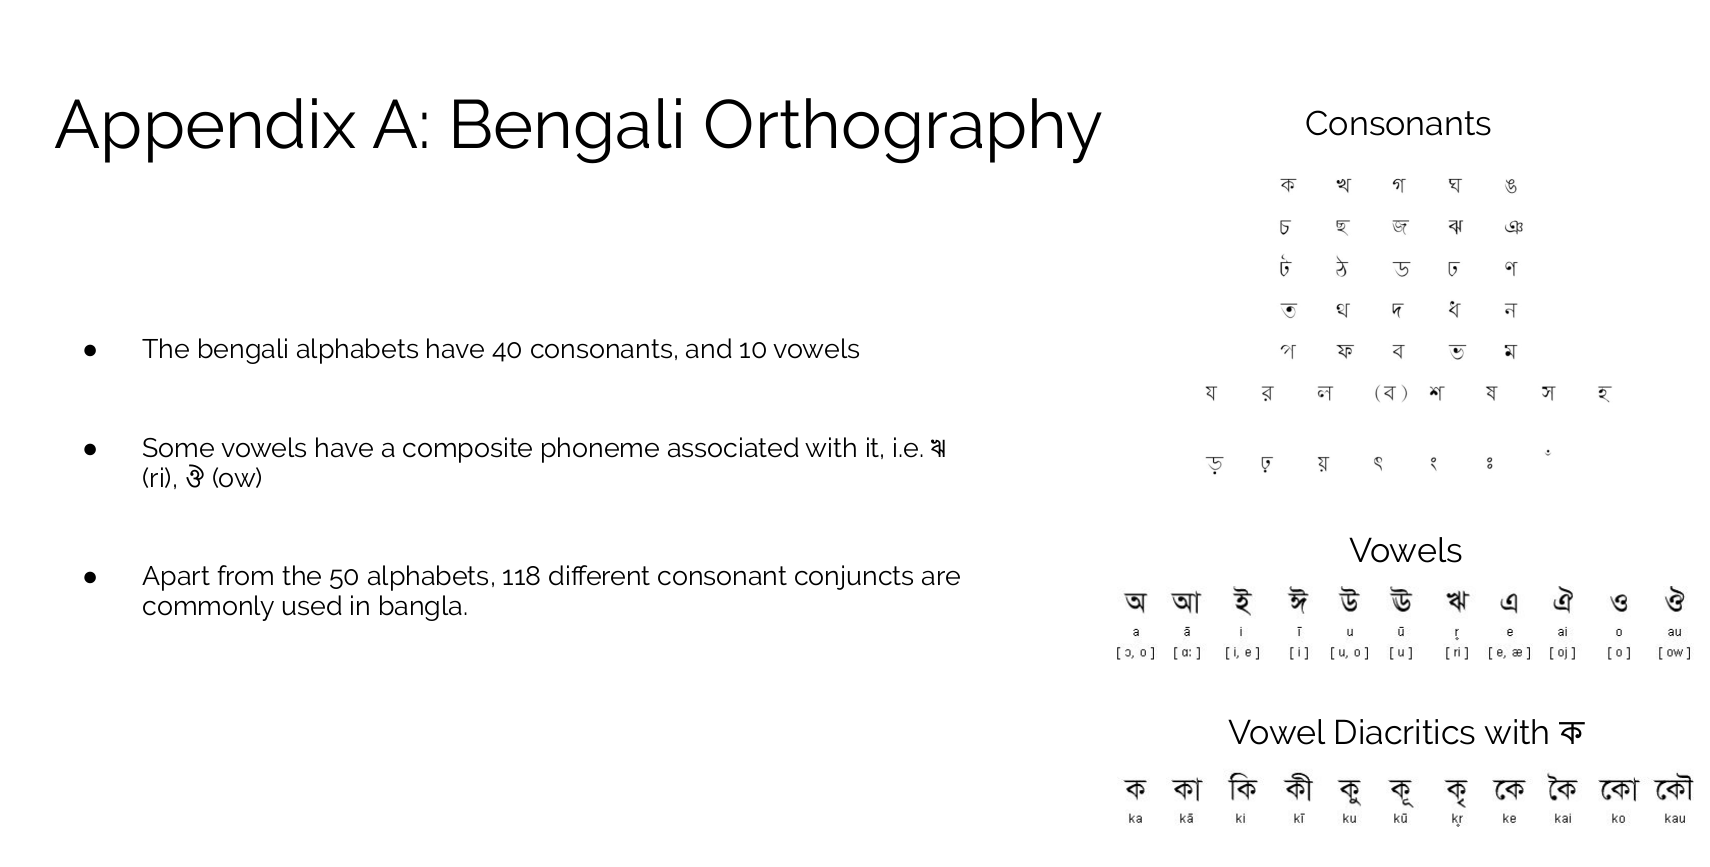 Appendix A: Bengali Orthography
● The bengali alphabets have 40 consonants, and 10 vowels
● Some vowels have a composite phoneme associated with it, i.e. ঋ
(ri), ঔ (ow)
● Apart from the 50 alphabets, 118 different consonant conjuncts are
commonly used in bangla.
Consonants
ক খ গ ঘ ঙ
চ ছ জ ঝ ঞ
ট ঠ ড ঢ ণ
ত থ দ ধ ন
প ফ ব ভ ম
য র ল (ব) শ ষ স হ
ড় ঢ় য় ৎ ং ঃ ঁ
Vowels
অ আ ই ঈ উ ঊ ঋ এ ঐ ও ঔ
a ā i ī u ū r̥ e ai o au
[ɔ, o] [ɑ:] [i, e] [i] [u, o] [u] [ri] [e, æ] [oj] [o] [ow]
Vowel Diacritics with ক
ক কা কি কী কু কূ কৃ কে কৈ কো কৌ
ka kā ki kī ku kū kr̥ ke kai ko kau